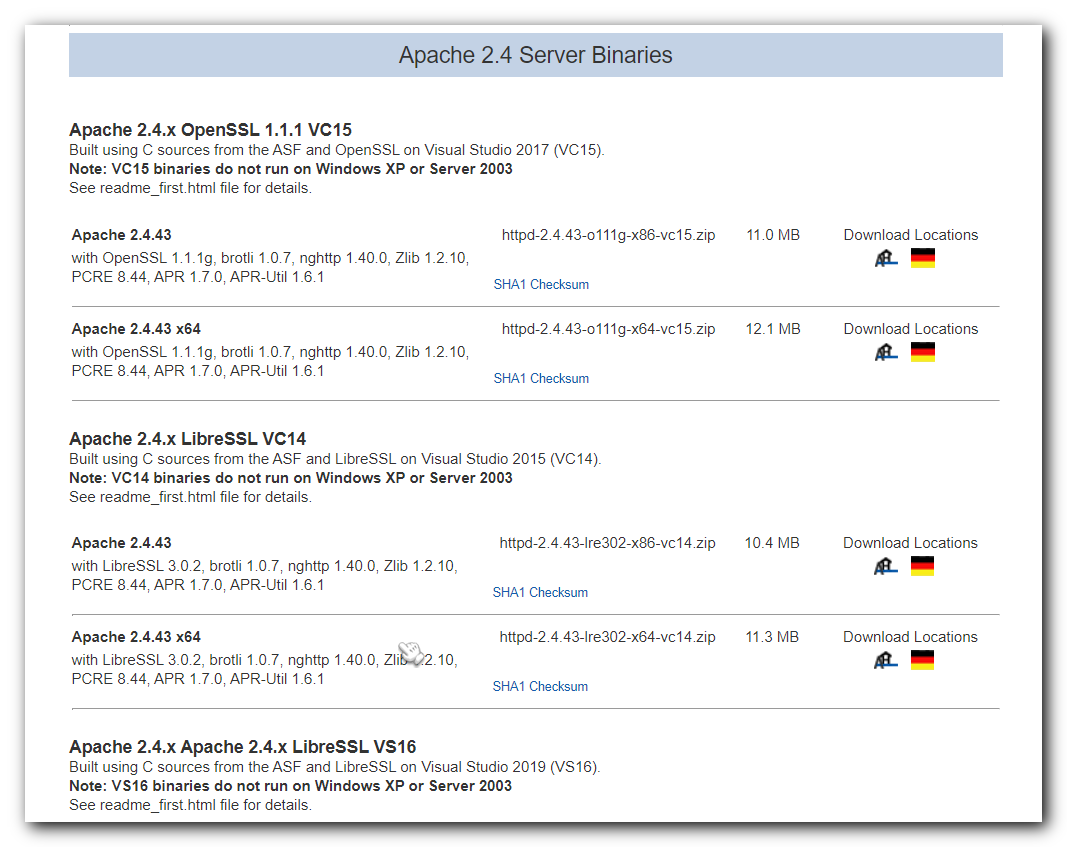 Apache 2.4 Server Binaries
Apache 2.4.x OpenSSL 1.1.1 VC15
Built using C sources from the ASF and OpenSSL on Visual Studio 2017 (VC15).
Note: VC15 binaries do not run on Windows XP or Server 2003
See readme_first.html file for details.
Apache 2.4.43 httpd-2.4.43-o111g-x86-vc15.zip 11.0 MB Download Locations
with OpenSSL 1.1.1g, brotli 1.0.7, nghttp 1.40.0, Zlib 1.2.10,
PCRE 8.44, APR 1.7.0, APR-Util 1.6.1
SHA1 Checksum
Apache 2.4.43 x64 httpd-2.4.43-o111g-x64-vc15.zip 12.1 MB Download Locations
with OpenSSL 1.1.1g, brotli 1.0.7, nghttp 1.40.0, Zlib 1.2.10,
PCRE 8.44, APR 1.7.0, APR-Util 1.6.1
SHA1 Checksum
Apache 2.4.x LibreSSL VC14
Built using C sources from the ASF and LibreSSL on Visual Studio 2015 (VC14).
Note: VC14 binaries do not run on Windows XP or Server 2003
See readme_first.html file for details.
Apache 2.4.43 httpd-2.4.43-lre302-x86-vc14.zip 10.4 MB Download Locations
with LibreSSL 3.0.2, brotli 1.0.7, nghttp 1.40.0, Zlib 1.2.10,
PCRE 8.44, APR 1.7.0, APR-Util 1.6.1
SHA1 Checksum
Apache 2.4.43 x64 httpd-2.4.43-lre302-x64-vc14.zip 11.3 MB Download Locations
with LibreSSL 3.0.2, brotli 1.0.7, nghttp 1.40.0, Zlib 1.2.10,
PCRE 8.44, APR 1.7.0, APR-Util 1.6.1
SHA1 Checksum
Apache 2.4.x Apache 2.4.x LibreSSL VS16
Built using C sources from the ASF and LibreSSL on Visual Studio 2019 (VS16).
Note: VS16 binaries do not run on Windows XP or Server 2003
See readme_first.html file for details.